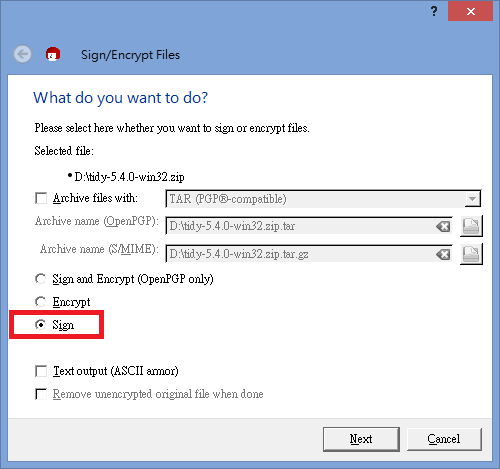 ?
Sign/Encrypt Files
What do you want to do?
Please select here whether you want to sign or encrypt files.
Selected file:
• D:\tidy-5.4.0-win32.zip
Archive files with: TAR (PGP®-compatible)
Archive name (OpenPGP): D:\tidy-5.4.0-win32.zip.tar
Archive name (S/MIME): D:\tidy-5.4.0-win32.zip.tar.gz
Sign and Encrypt (OpenPGP only)
Encrypt
Sign
Text output (ASCII armor)
Remove unencrypted original file when done
Next Cancel